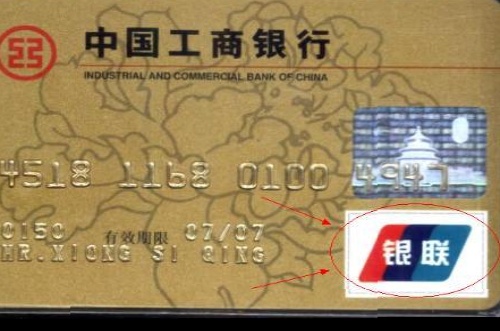 中国工商银行
INDUSTRIAL AND COMMERCIAL BANK OF CHINA
4518 1168 0100 4947
0150 有效期限 07/07
MR.XIONG SI QING
银联